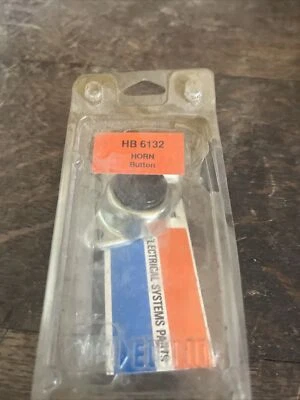 HB 6132
HORN
Button
ELECTRICAL SYSTEMS PARTS